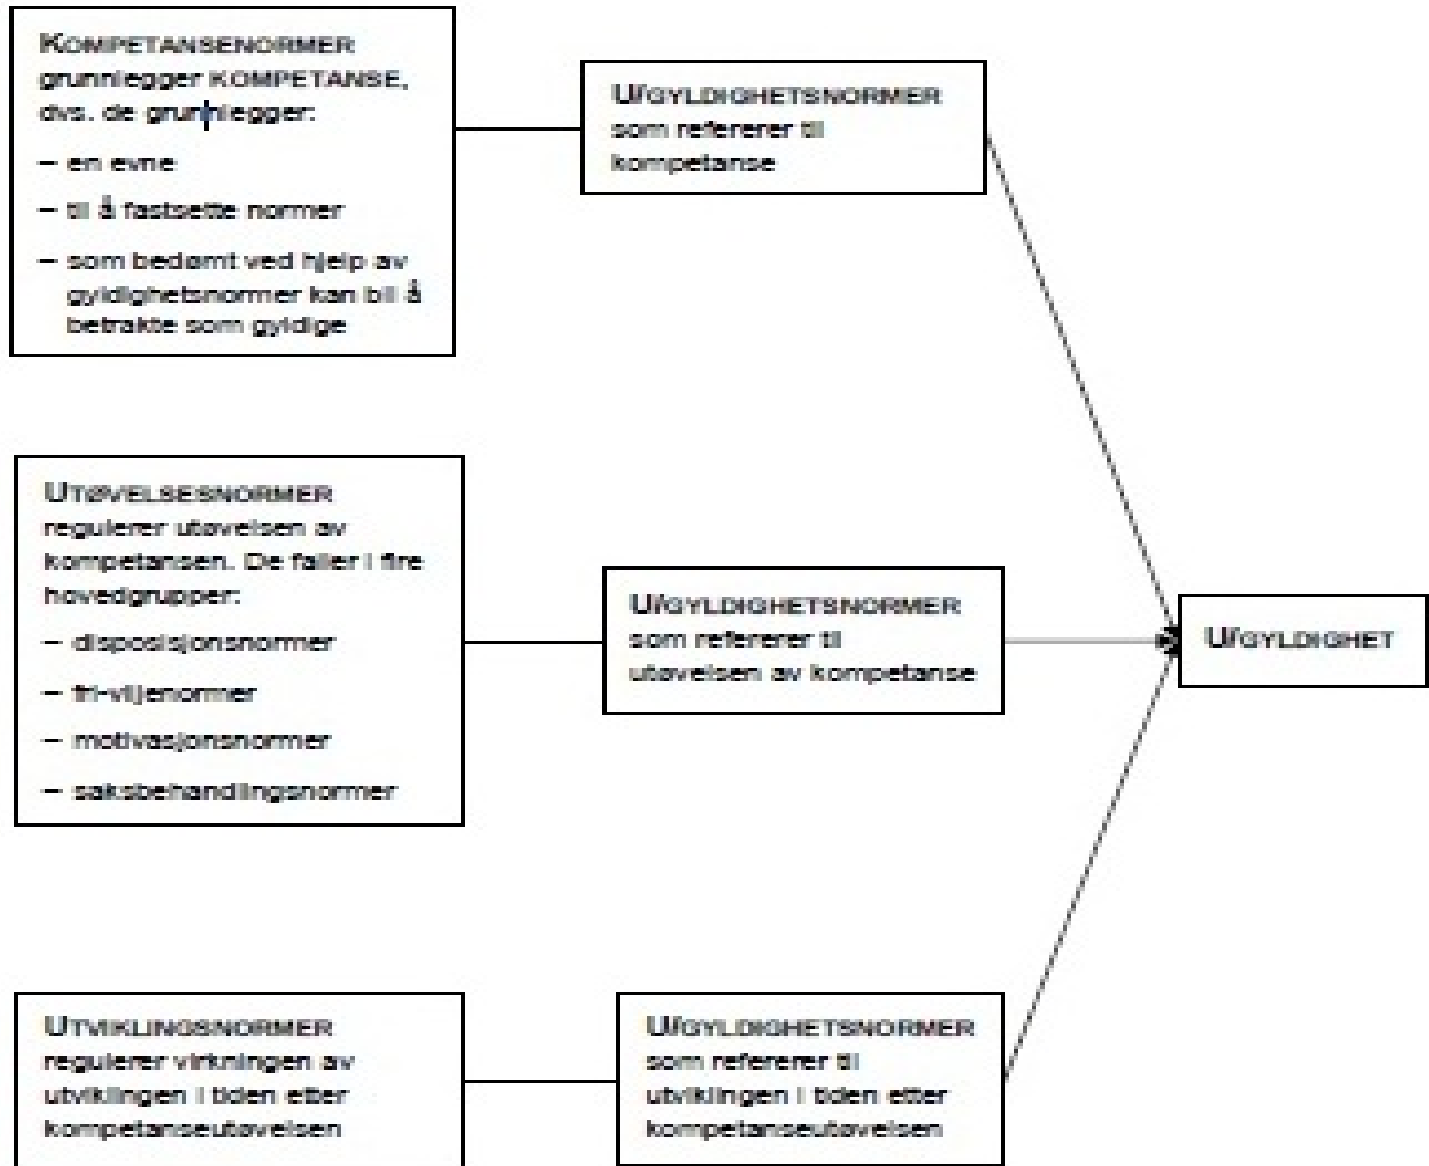 KOMPETANSENORMER
grunnlegger KOMPETANSE,
dvs. de grunnlegger:
– en evne
– til å fastsette normer
– som bedømt ved hjelp av
gyldighetsnormer kan bli å
betrakte som gyldige
U/GYLDIGHETSNORMER
som refererer til
kompetanse
UTØVELSESNORMER
regulerer utøvelsen av
kompetansen. De faller i fire
hovedgrupper:
– disposisjonsnormer
– fri-viljenormer
– motivasjonsnormer
– saksbehandlingsnormer
U/GYLDIGHETSNORMER
som refererer til
utøvelsen av kompetanse
U/GYLDIGHET
UTVIKLINGSNORMER
regulerer virkningen av
utviklingen i tiden etter
kompetanseutøvelsen
U/GYLDIGHETSNORMER
som refererer til
utviklingen i tiden etter
kompetanseutøvelsen